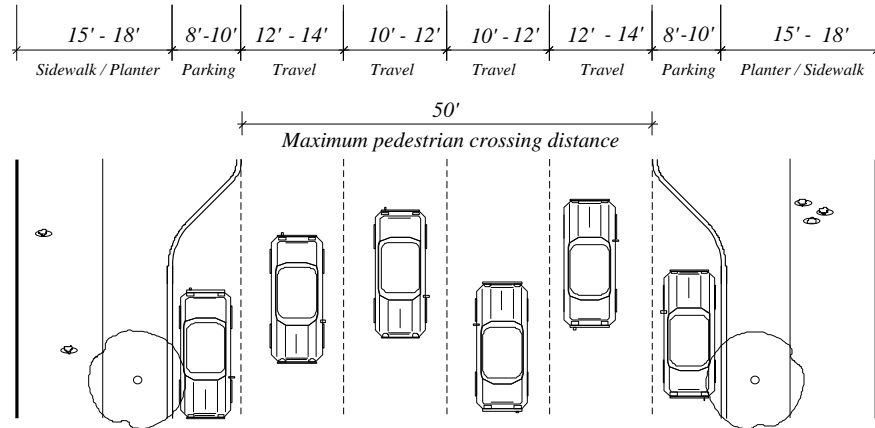 15' - 18' 8'-10' 12' - 14' 10' - 12' 10' - 12' 12' - 14' 8'-10' 15' - 18'
Sidewalk / Planter Parking Travel Travel Travel Travel Parking Planter / Sidewalk
50'
Maximum pedestrian crossing distance